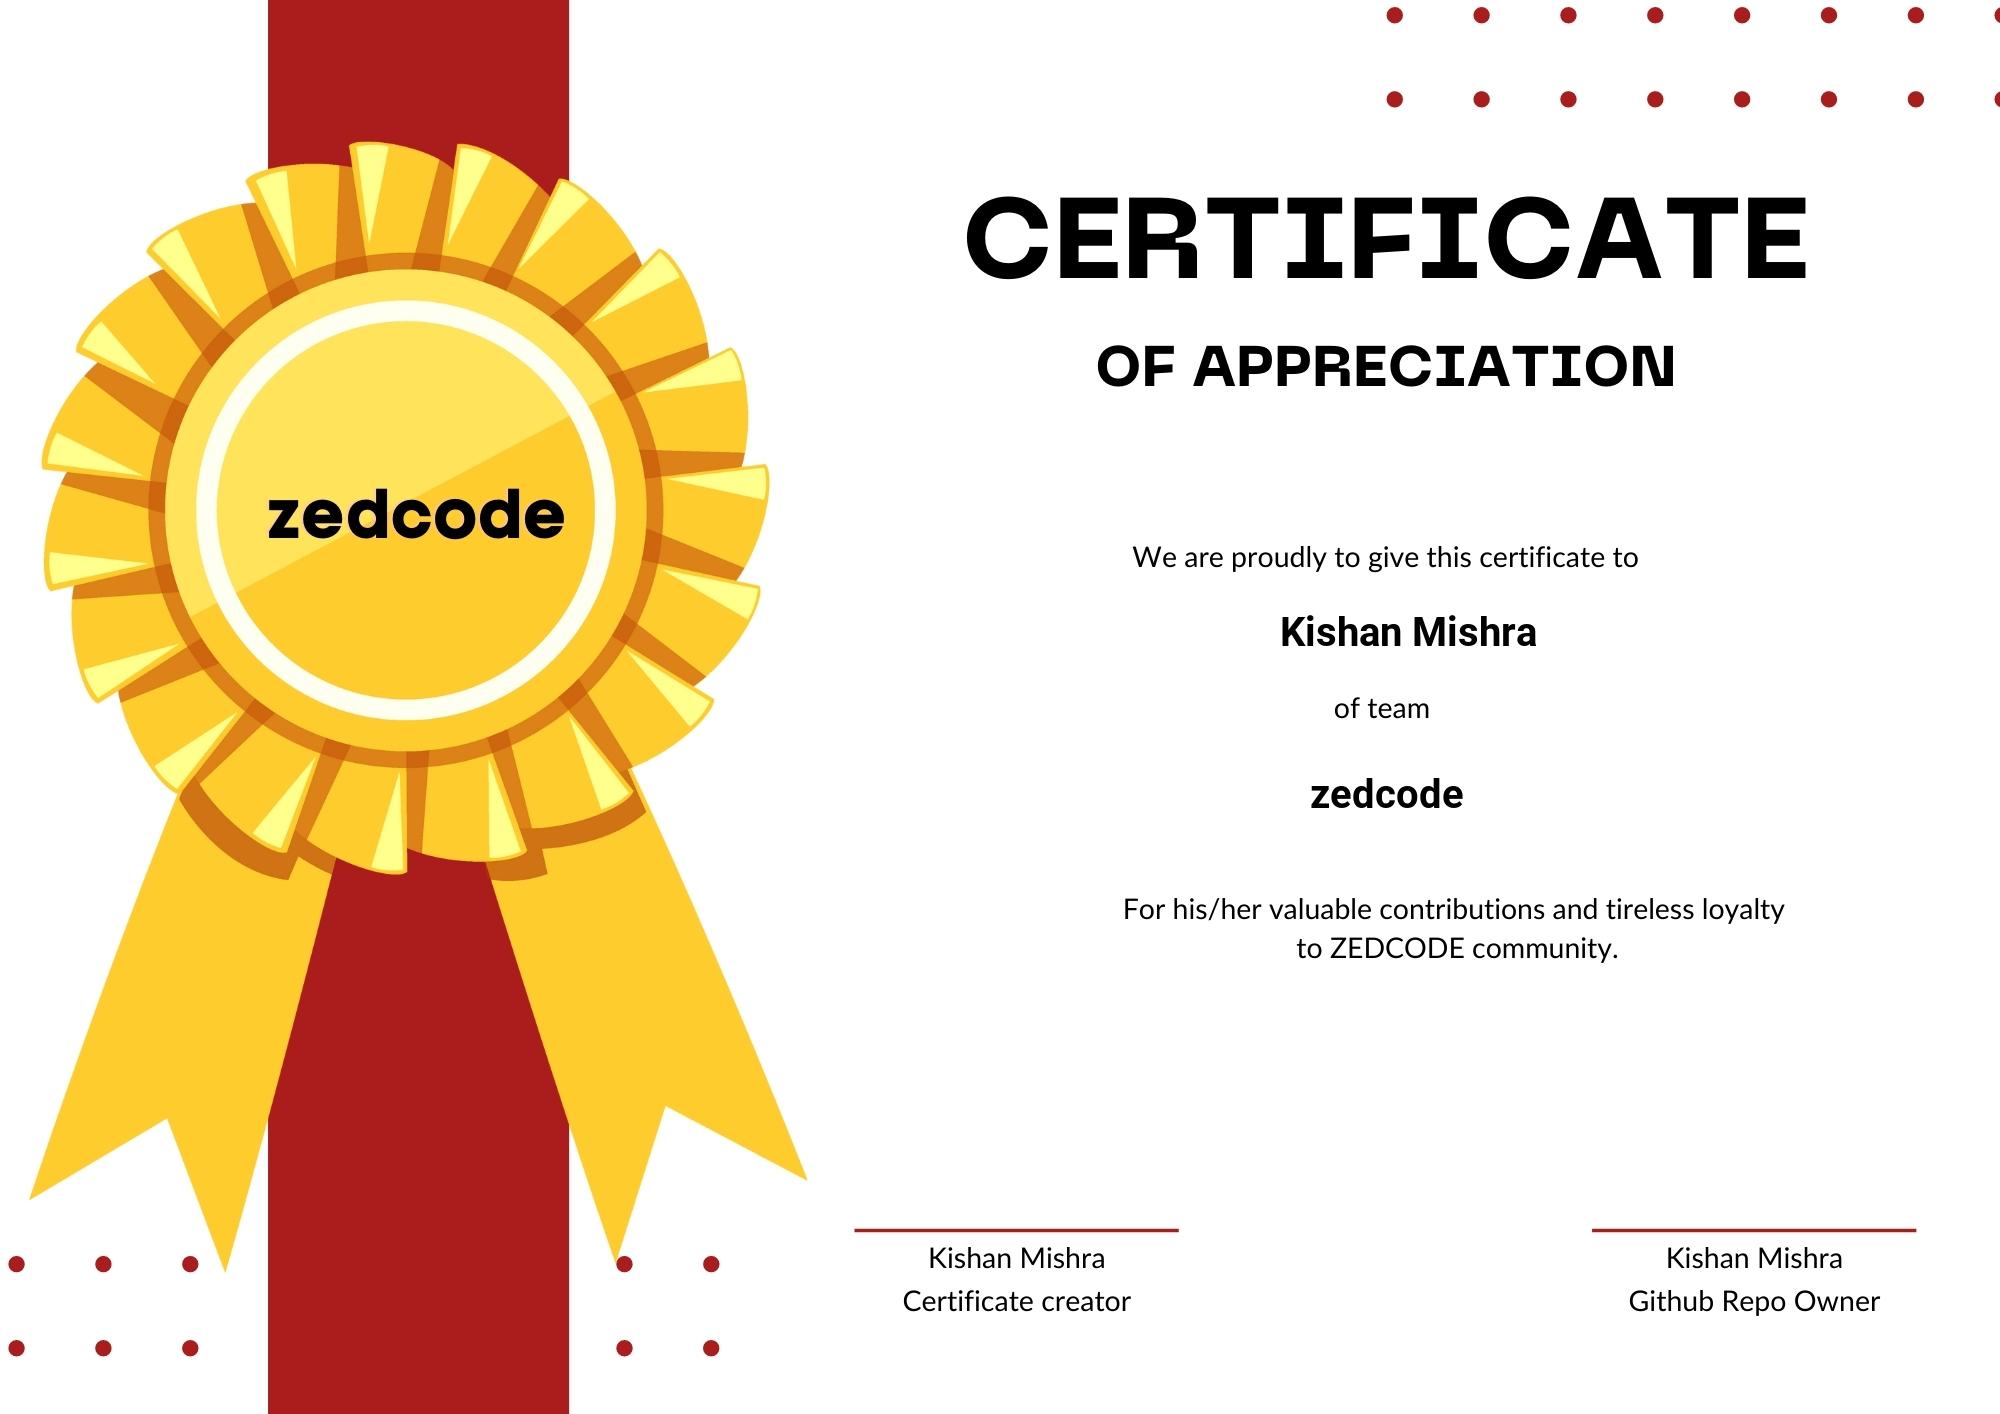 zedcode
CERTIFICATE
OF APPRECIATION
We are proudly to give this certificate to
Kishan Mishra
of team
zedcode
For his/her valuable contributions and tireless loyalty
to ZEDCODE community.
Kishan Mishra
Certificate creator
Kishan Mishra
Github Repo Owner